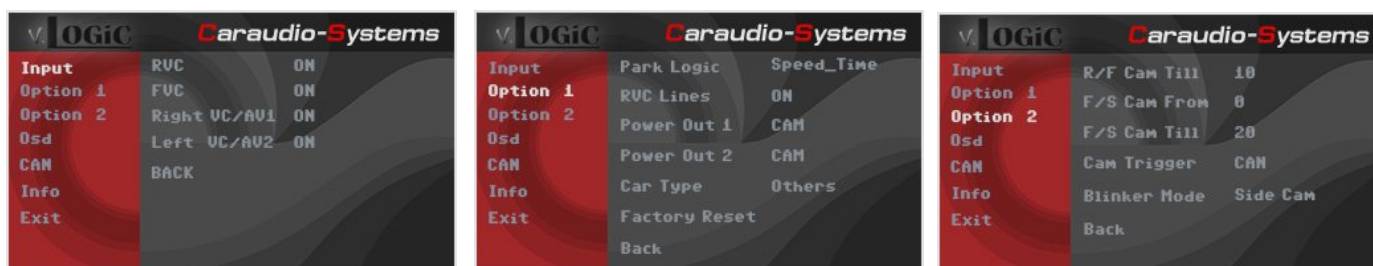 v.LOGiC Caraudio-Systems
Input RVC ON
Option 1 FVC ON
Option 2 Right VC/AV1 ON
Osd Left VC/AV2 ON
CAN BACK
Info
Exit
v.LOGiC Caraudio-Systems
Input Park Logic Speed_Time
Option 1 RVC Lines ON
Option 2 Power Out 1 CAM
Osd Power Out 2 CAM
CAN Car Type Others
Info Factory Reset
Exit Back
v.LOGiC Caraudio-Systems
Input R/F Cam Till 10
Option 1 F/S Cam From 0
Option 2 F/S Cam Till 20
Osd Cam Trigger CAN
CAN Blinker Mode Side Cam
Info Back
Exit